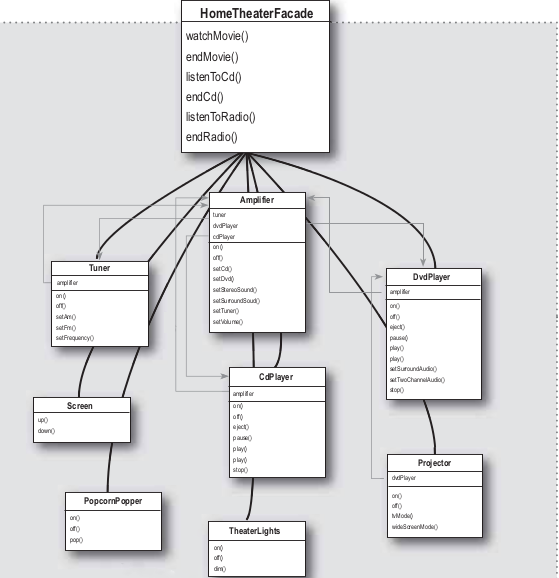 HomeTheaterFacade
watchMovie()
endMovie()
listenToCd()
endCd()
listenToRadio()
endRadio()
Amplifier
tuner
dvdPlayer
cdPlayer
on()
off()
setCd()
setDvd()
setStereoSound()
setSurroundSoud()
setTuner()
setVolume()
Tuner
amplifier
on()
off()
setAm()
setFm()
setFrequency()
DvdPlayer
amplifier
on()
off()
eject()
pause()
play()
play()
setSurroundAudio()
setTwoChannelAudio()
stop()
Screen
up()
down()
CdPlayer
amplifier
on()
off()
eject()
pause()
play()
play()
stop()
Projector
dvdPlayer
on()
off()
tvMode()
wideScreenMode()
PopcornPopper
on()
off()
pop()
TheaterLights
on()
off()
dim()